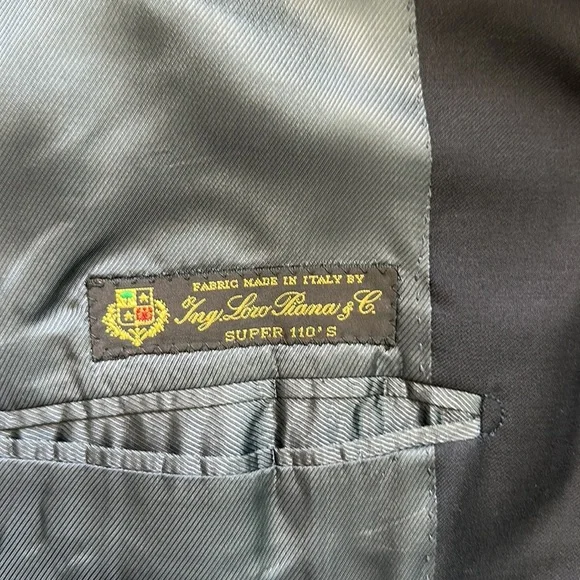 FABRIC MADE IN ITALY BY
Ing. Loro Piana & C.
SUPER 110'S